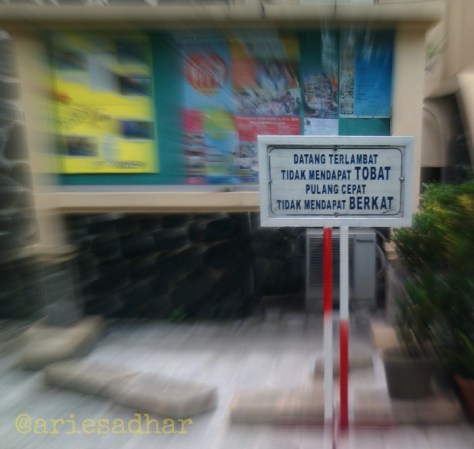 DATANG TERLAMBAT
TIDAK MENDAPAT TOBAT
PULANG CEPAT
TIDAK MENDAPAT BERKAT
@ariesadhar